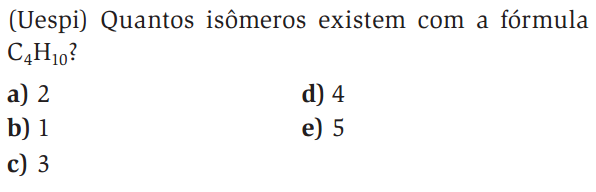 (Uespi) Quantos isômeros existem com a fórmula
C₄H₁₀?
a) 2
b) 1
c) 3
d) 4
e) 5